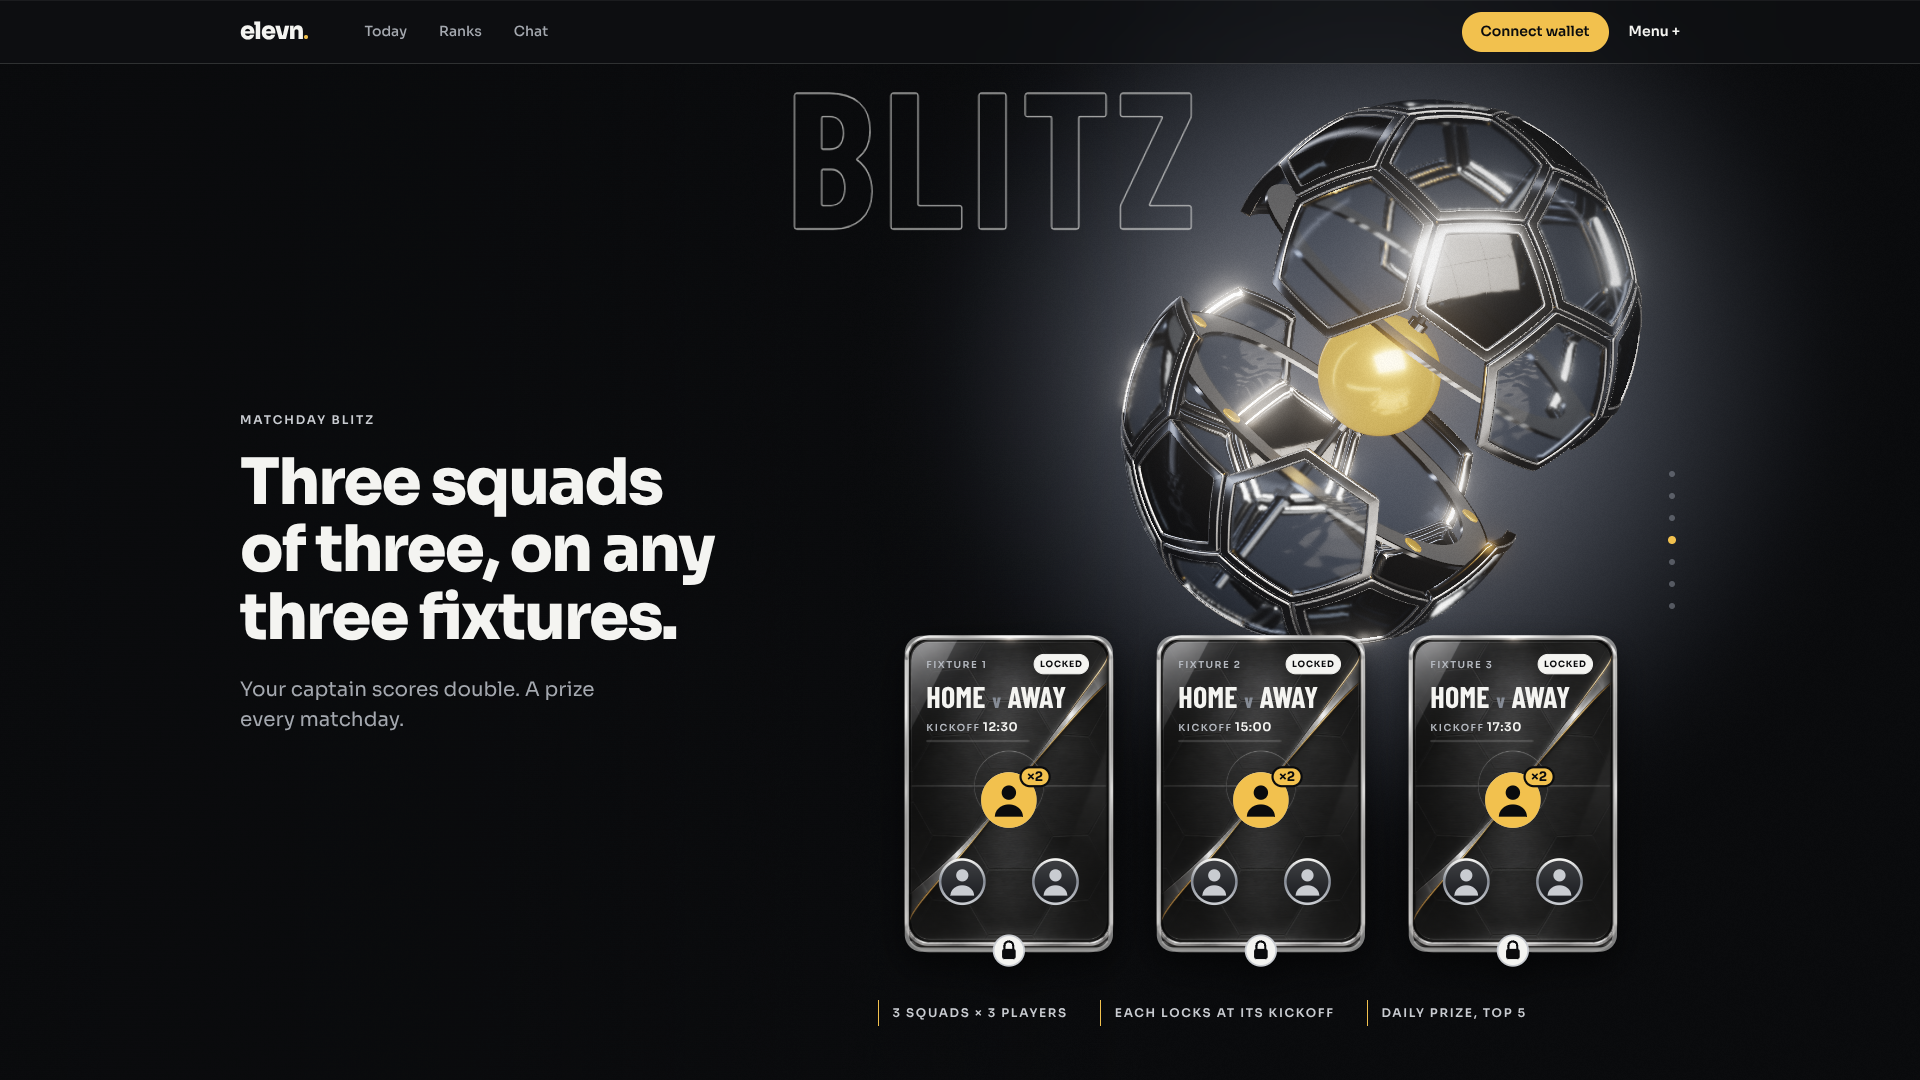 elevn.
Today
Ranks
Chat
Connect wallet
Menu +
BLITZ
MATCHDAY BLITZ
Three squads
of three, on any
three fixtures.
Your captain scores double. A prize
every matchday.
FIXTURE 1
LOCKED
HOME v AWAY
KICKOFF 12:30
×2
FIXTURE 2
LOCKED
HOME v AWAY
KICKOFF 15:00
×2
FIXTURE 3
LOCKED
HOME v AWAY
KICKOFF 17:30
×2
3 SQUADS × 3 PLAYERS
EACH LOCKS AT ITS KICKOFF
DAILY PRIZE, TOP 5